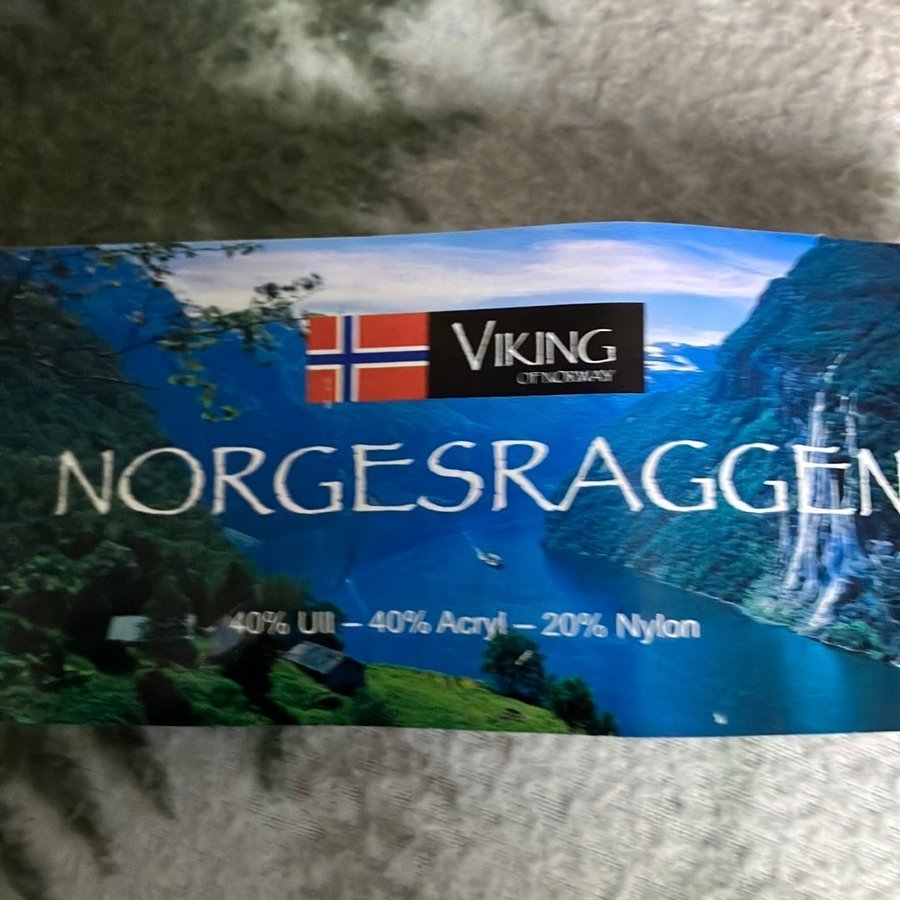 VIKING
OF NORWAY
NORGESRAGGEN
40% Ull – 40% Acryl – 20% Nylon